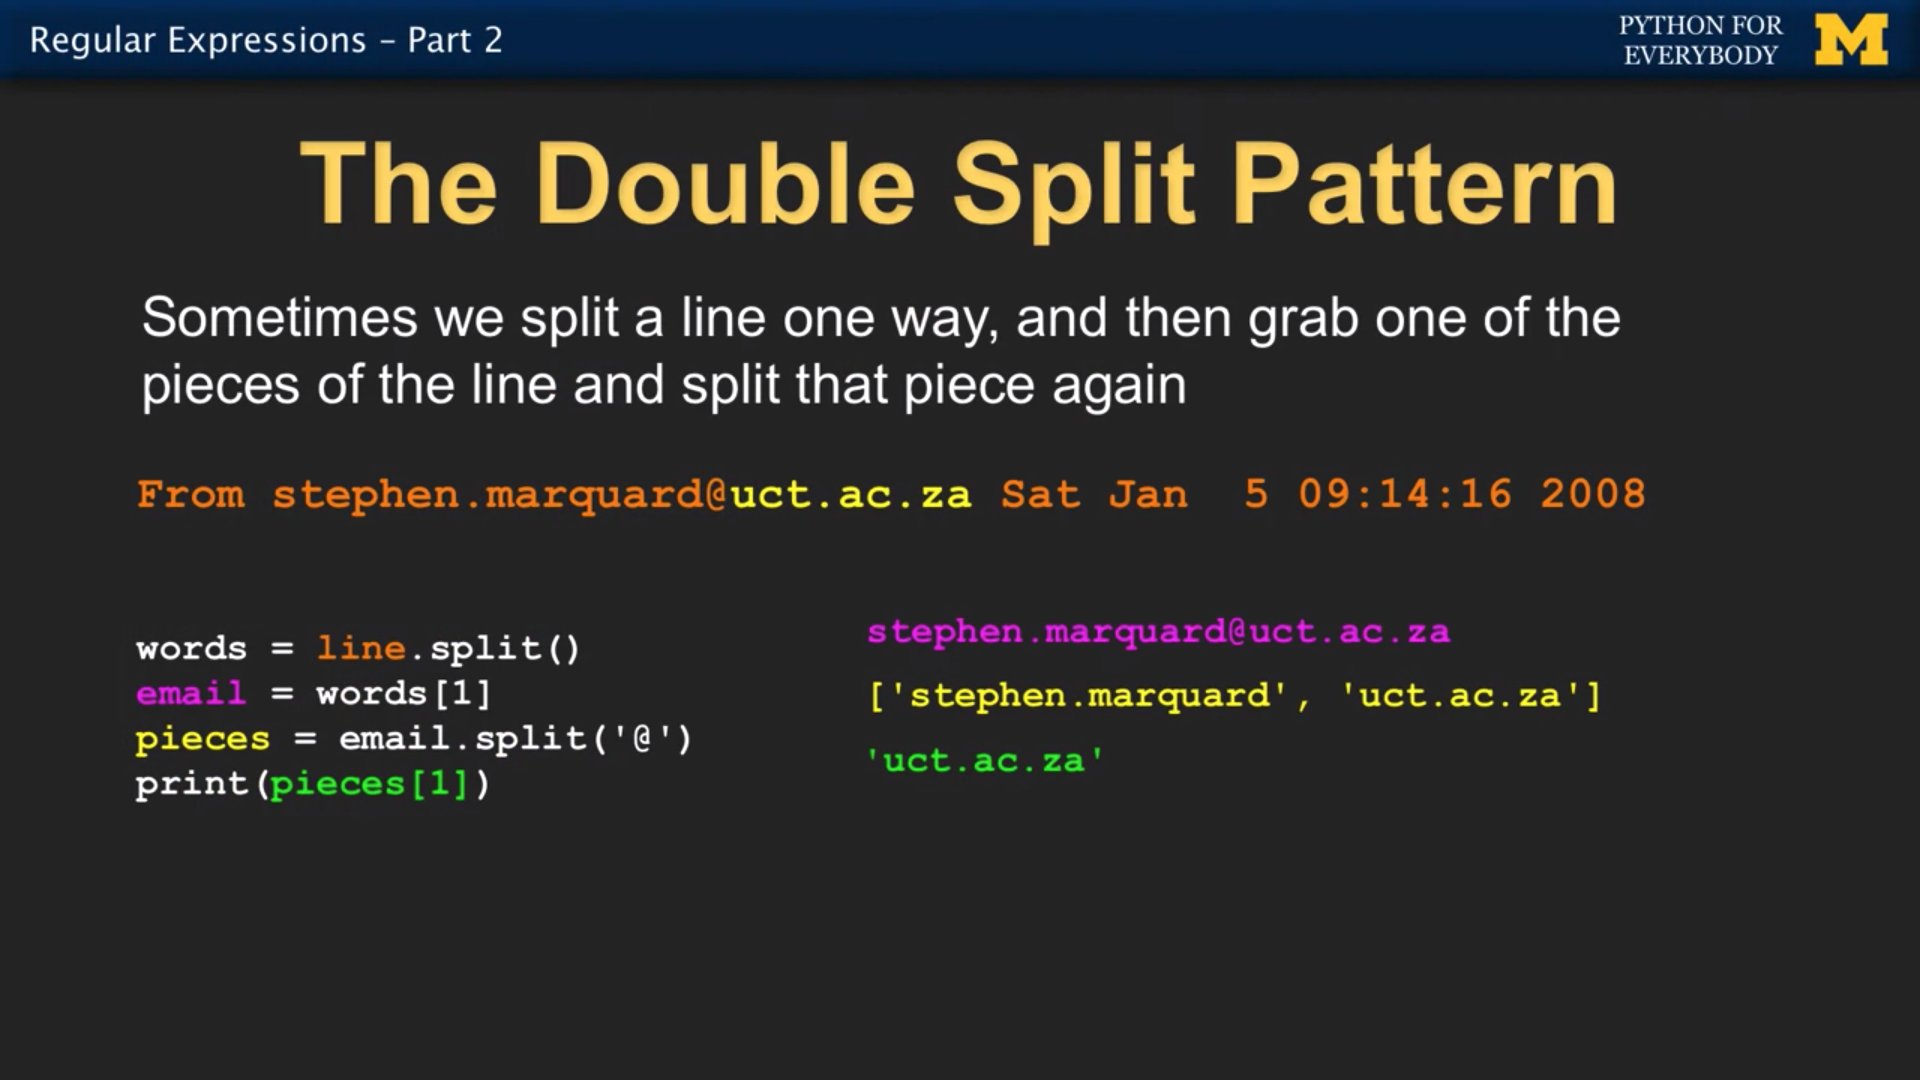 Regular Expressions – Part 2
PYTHON FOR
EVERYBODY
M
The Double Split Pattern
Sometimes we split a line one way, and then grab one of the
pieces of the line and split that piece again
From stephen.marquard@uct.ac.za Sat Jan  5 09:14:16 2008
words = line.split()
email = words[1]
pieces = email.split('@')
print(pieces[1])
stephen.marquard@uct.ac.za
['stephen.marquard', 'uct.ac.za']
'uct.ac.za'